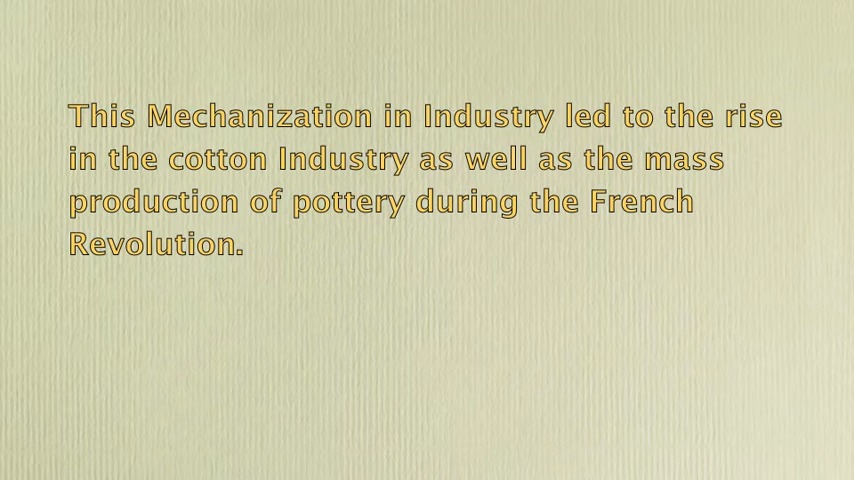 This Mechanization in Industry led to the rise
in the cotton Industry as well as the mass
production of pottery during the French
Revolution.